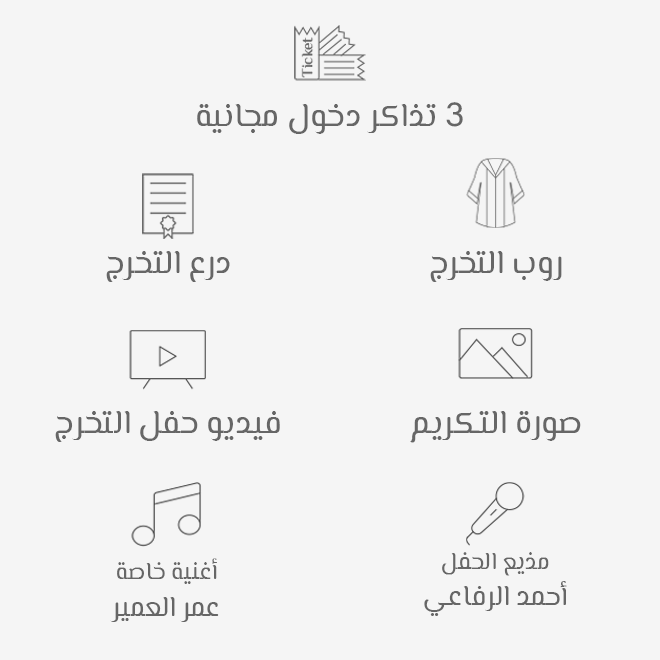 Ticket
3 تذاكر دخول مجانية
روب التخرج
درع التخرج
صورة التكريم
فيديو حفل التخرج
مذيع الحفل
أحمد الرفاعي
أغنية خاصة
عمر العمير